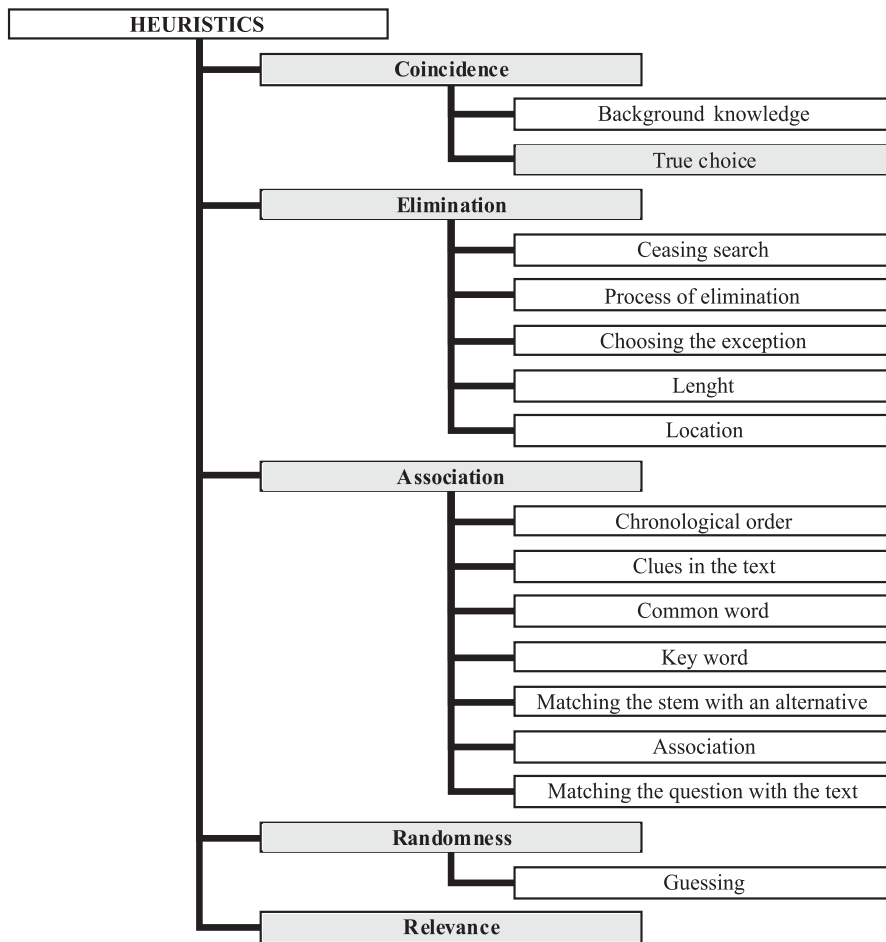 HEURISTICS
Coincidence
Background knowledge
True choice
Elimination
Ceasing search
Process of elimination
Choosing the exception
Lenght
Location
Association
Chronological order
Clues in the text
Common word
Key word
Matching the stem with an alternative
Association
Matching the question with the text
Randomness
Guessing
Relevance